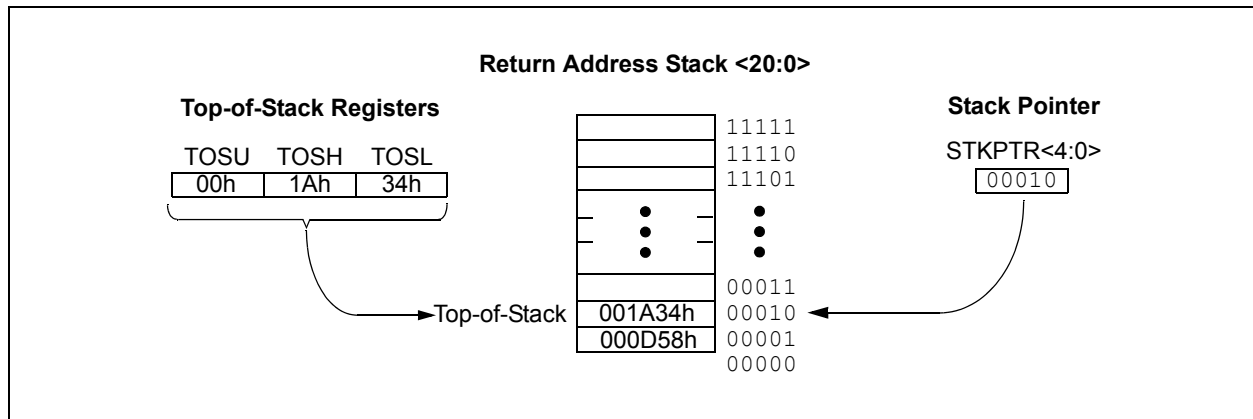 Return Address Stack <20:0>
Top-of-Stack Registers
Stack Pointer
TOSU TOSH TOSL
STKPTR<4:0>
00h 1Ah 34h
00010
11111
11110
11101
00011
Top-of-Stack 001A34h 00010
000D58h 00001
00000